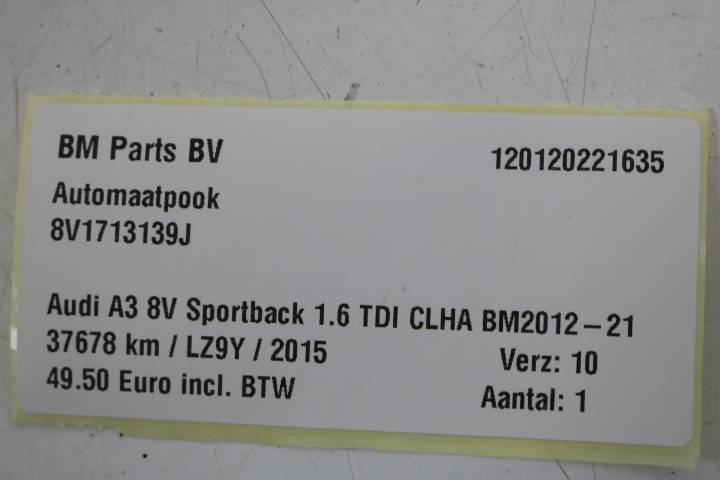 BM Parts BV 120120221635
Automaatpook
8V1713139J
Audi A3 8V Sportback 1.6 TDI CLHA BM2012-21
37678 km / LZ9Y / 2015 Verz: 10
49.50 Euro incl. BTW Aantal: 1